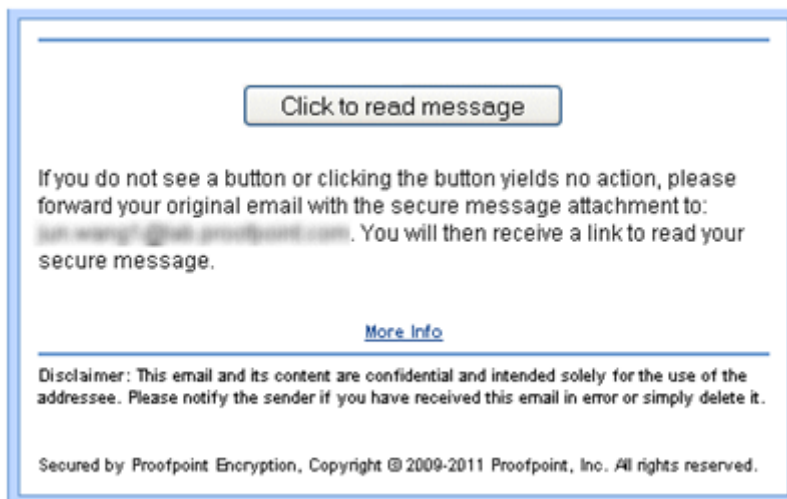 Click to read message
If you do not see a button or clicking the button yields no action, please
forward your original email with the secure message attachment to:
. You will then receive a link to read your
secure message.
More Info
Disclaimer: This email and its content are confidential and intended solely for the use of the
addressee. Please notify the sender if you have received this email in error or simply delete it.
Secured by Proofpoint Encryption, Copyright © 2009-2011 Proofpoint, Inc. All rights reserved.